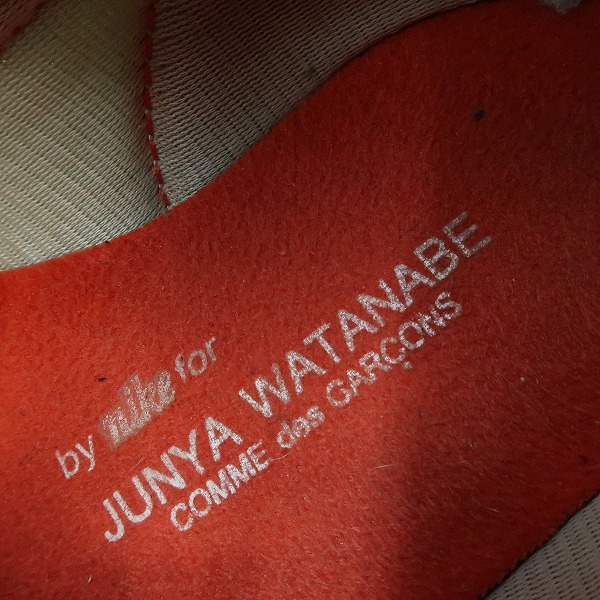 by nike for
JUNYA WATANABE
COMME des GARÇONS